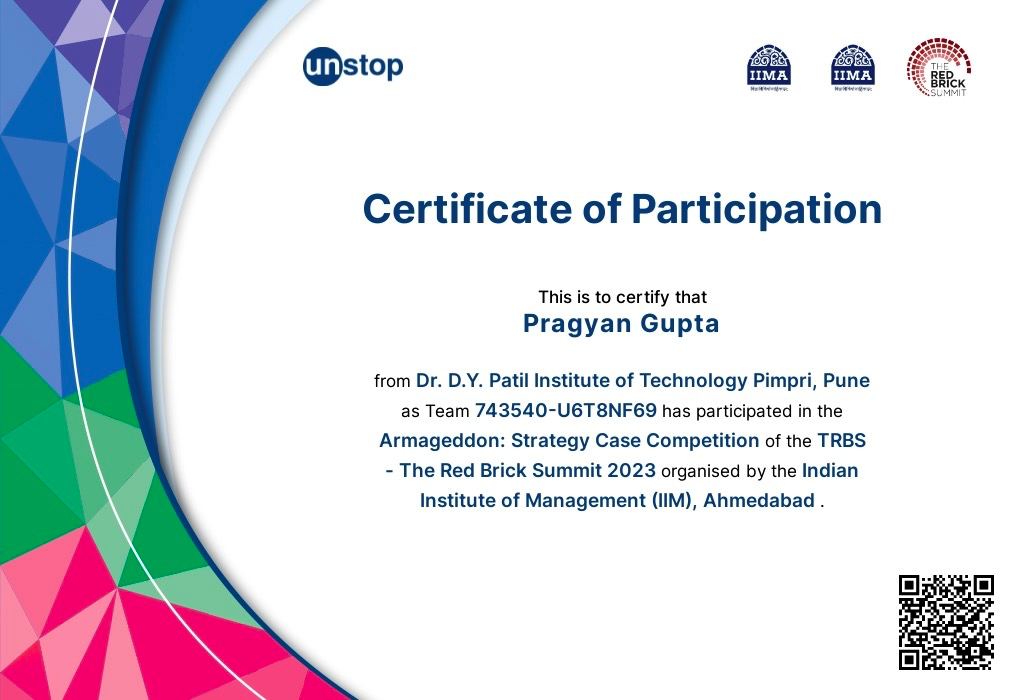 unstop
IIMA
IIMA
THE
RED
BRICK
SUMMIT
Certificate of Participation
This is to certify that
Pragyan Gupta
from Dr. D.Y. Patil Institute of Technology Pimpri, Pune
as Team 743540-U6T8NF69 has participated in the
Armageddon: Strategy Case Competition of the TRBS
- The Red Brick Summit 2023 organised by the Indian
Institute of Management (IIM), Ahmedabad .